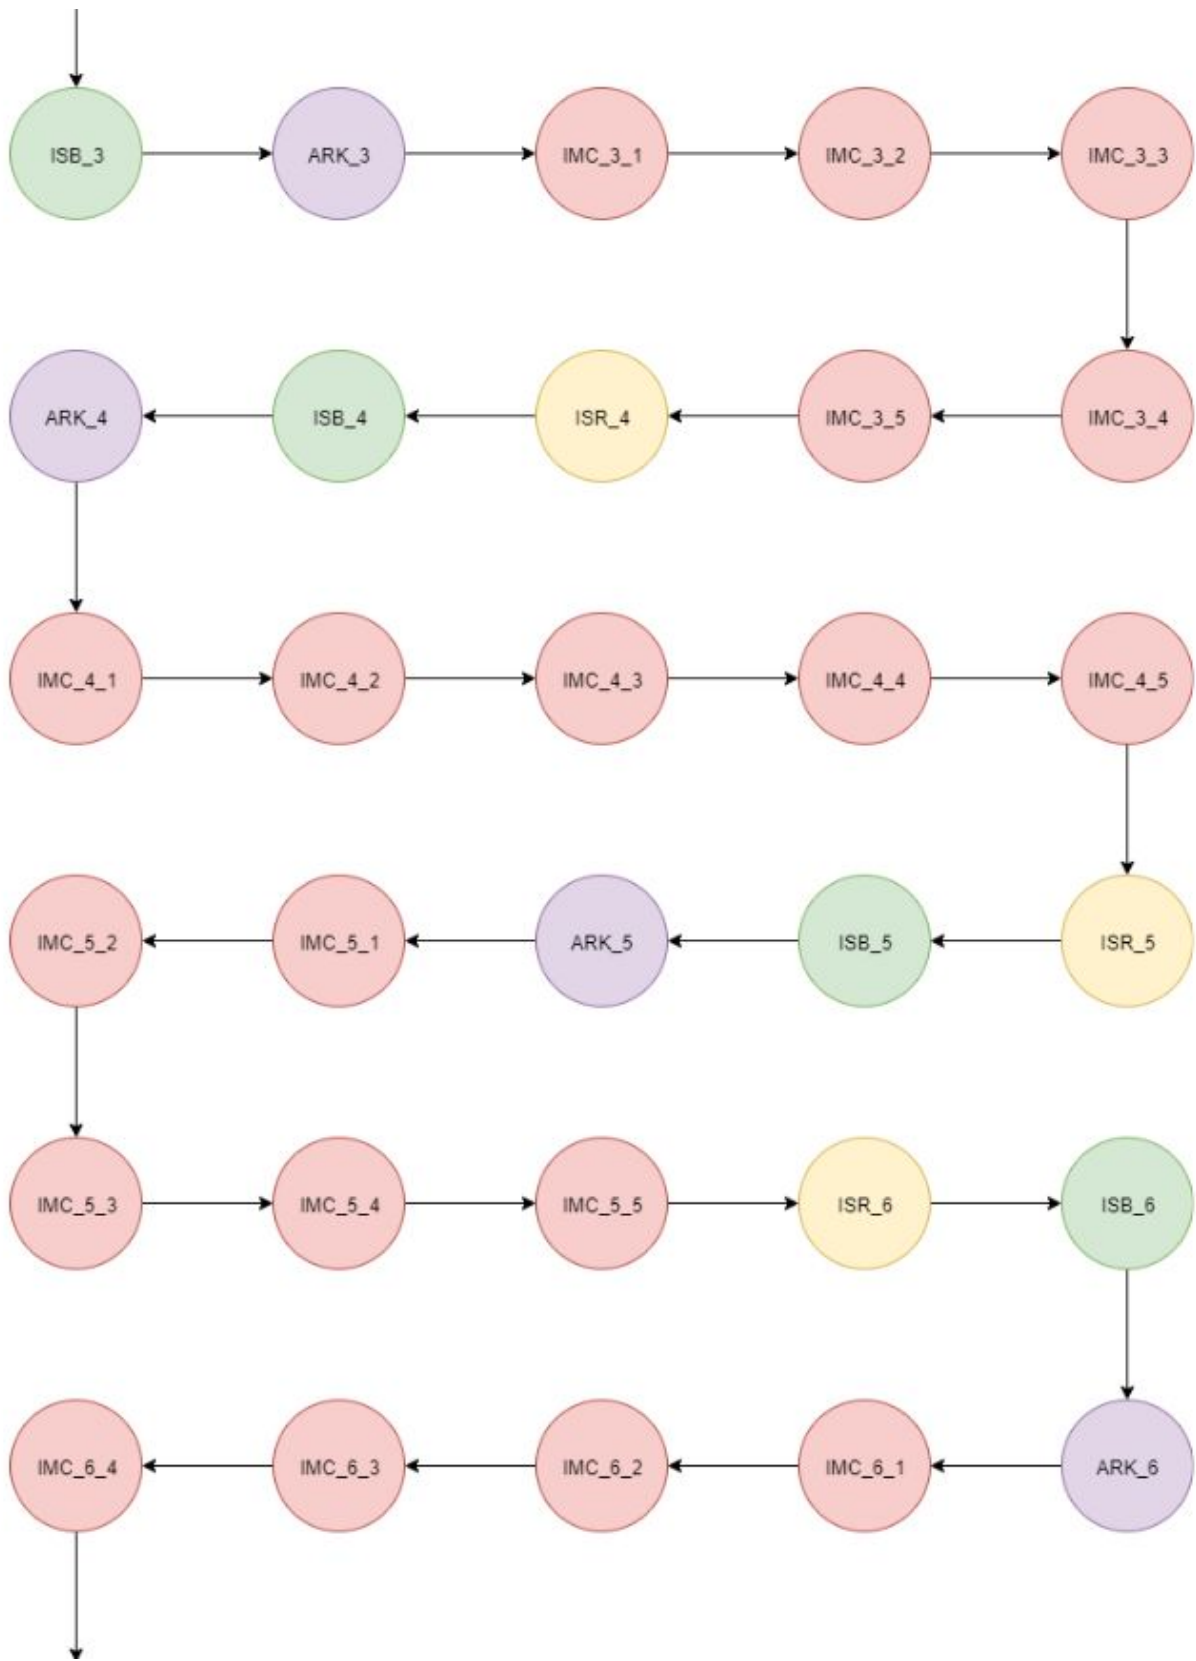 ISB_3 ARK_3 IMC_3_1 IMC_3_2 IMC_3_3
ARK_4 ISB_4 ISR_4 IMC_3_5 IMC_3_4
IMC_4_1 IMC_4_2 IMC_4_3 IMC_4_4 IMC_4_5
IMC_5_2 IMC_5_1 ARK_5 ISB_5 ISR_5
IMC_5_3 IMC_5_4 IMC_5_5 ISR_6 ISB_6
IMC_6_4 IMC_6_3 IMC_6_2 IMC_6_1 ARK_6